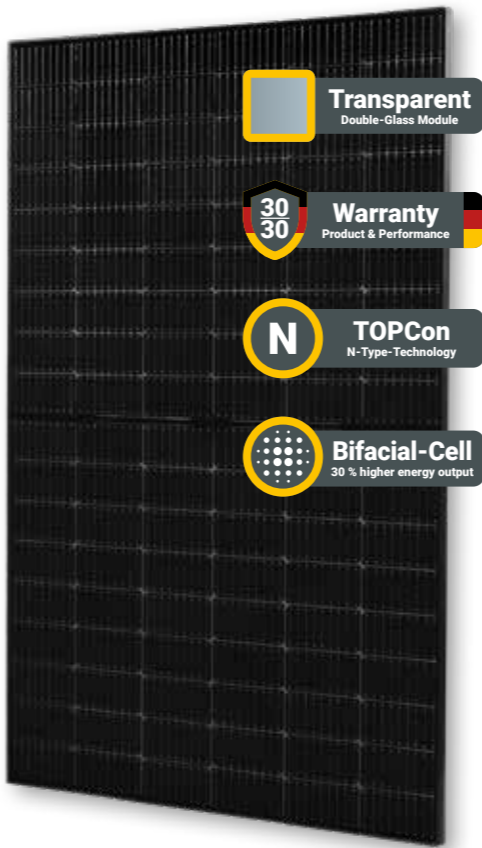 Transparent
Double-Glass Module
30
30
Warranty
Product & Performance
N
TOPCon
N-Type-Technology
Bifacial-Cell
30 % higher energy output